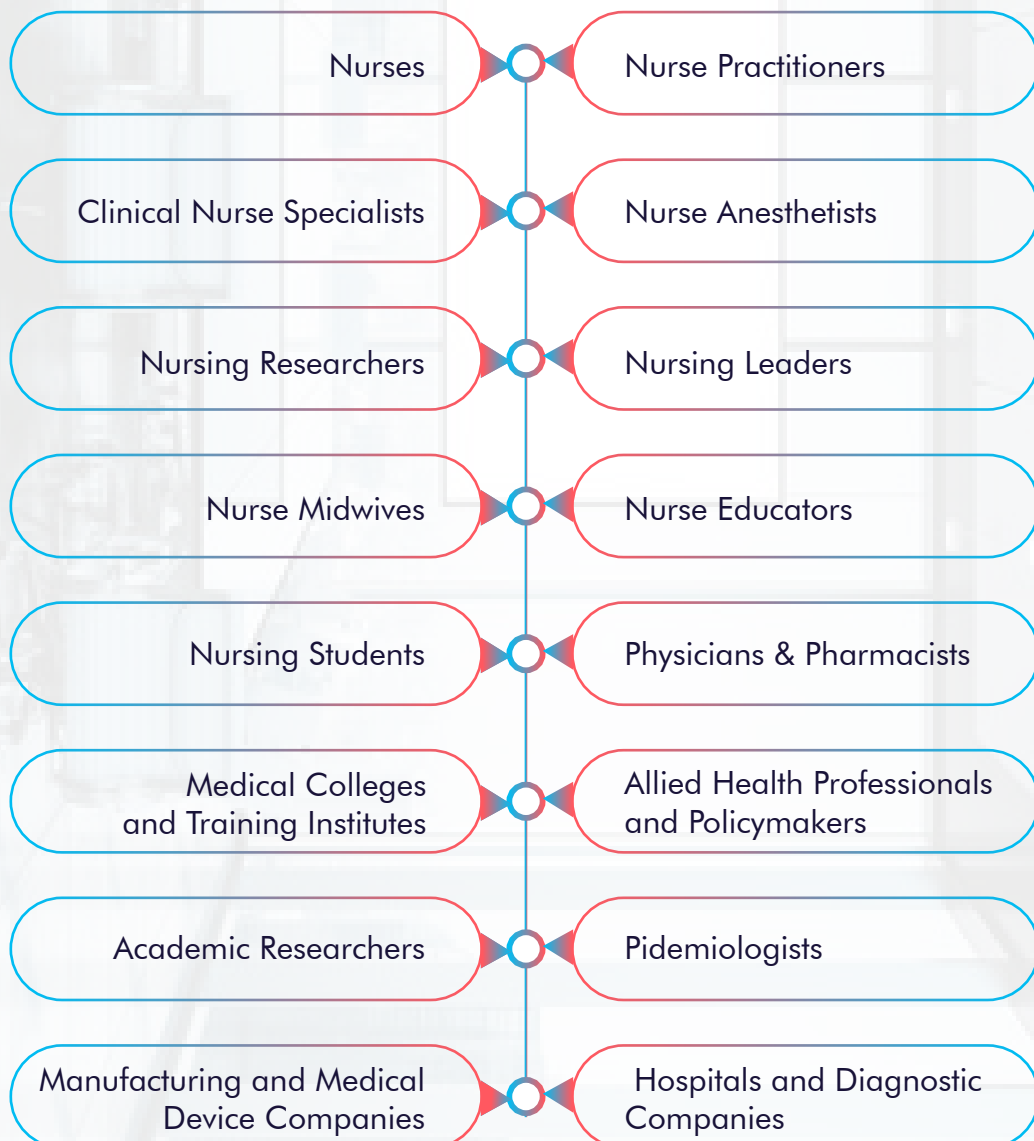 Nurses
Nurse Practitioners
Clinical Nurse Specialists
Nurse Anesthetists
Nursing Researchers
Nursing Leaders
Nurse Midwives
Nurse Educators
Nursing Students
Physicians & Pharmacists
Medical Colleges
and Training Institutes
Allied Health Professionals
and Policymakers
Academic Researchers
Pidemiologists
Manufacturing and Medical
Device Companies
Hospitals and Diagnostic
Companies